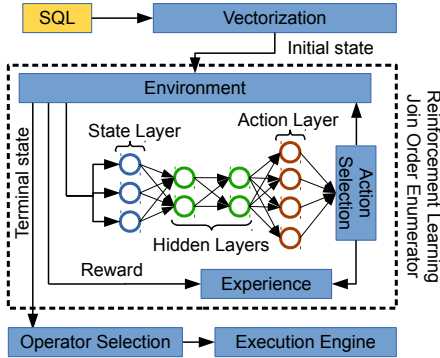 SQL
Vectorization
Initial state
Environment
State Layer
Action Layer
Hidden Layers
Action
Selection
Reward
Experience
Terminal state
Reinforcement Learning
Join Order Enumerator
Operator Selection
Execution Engine